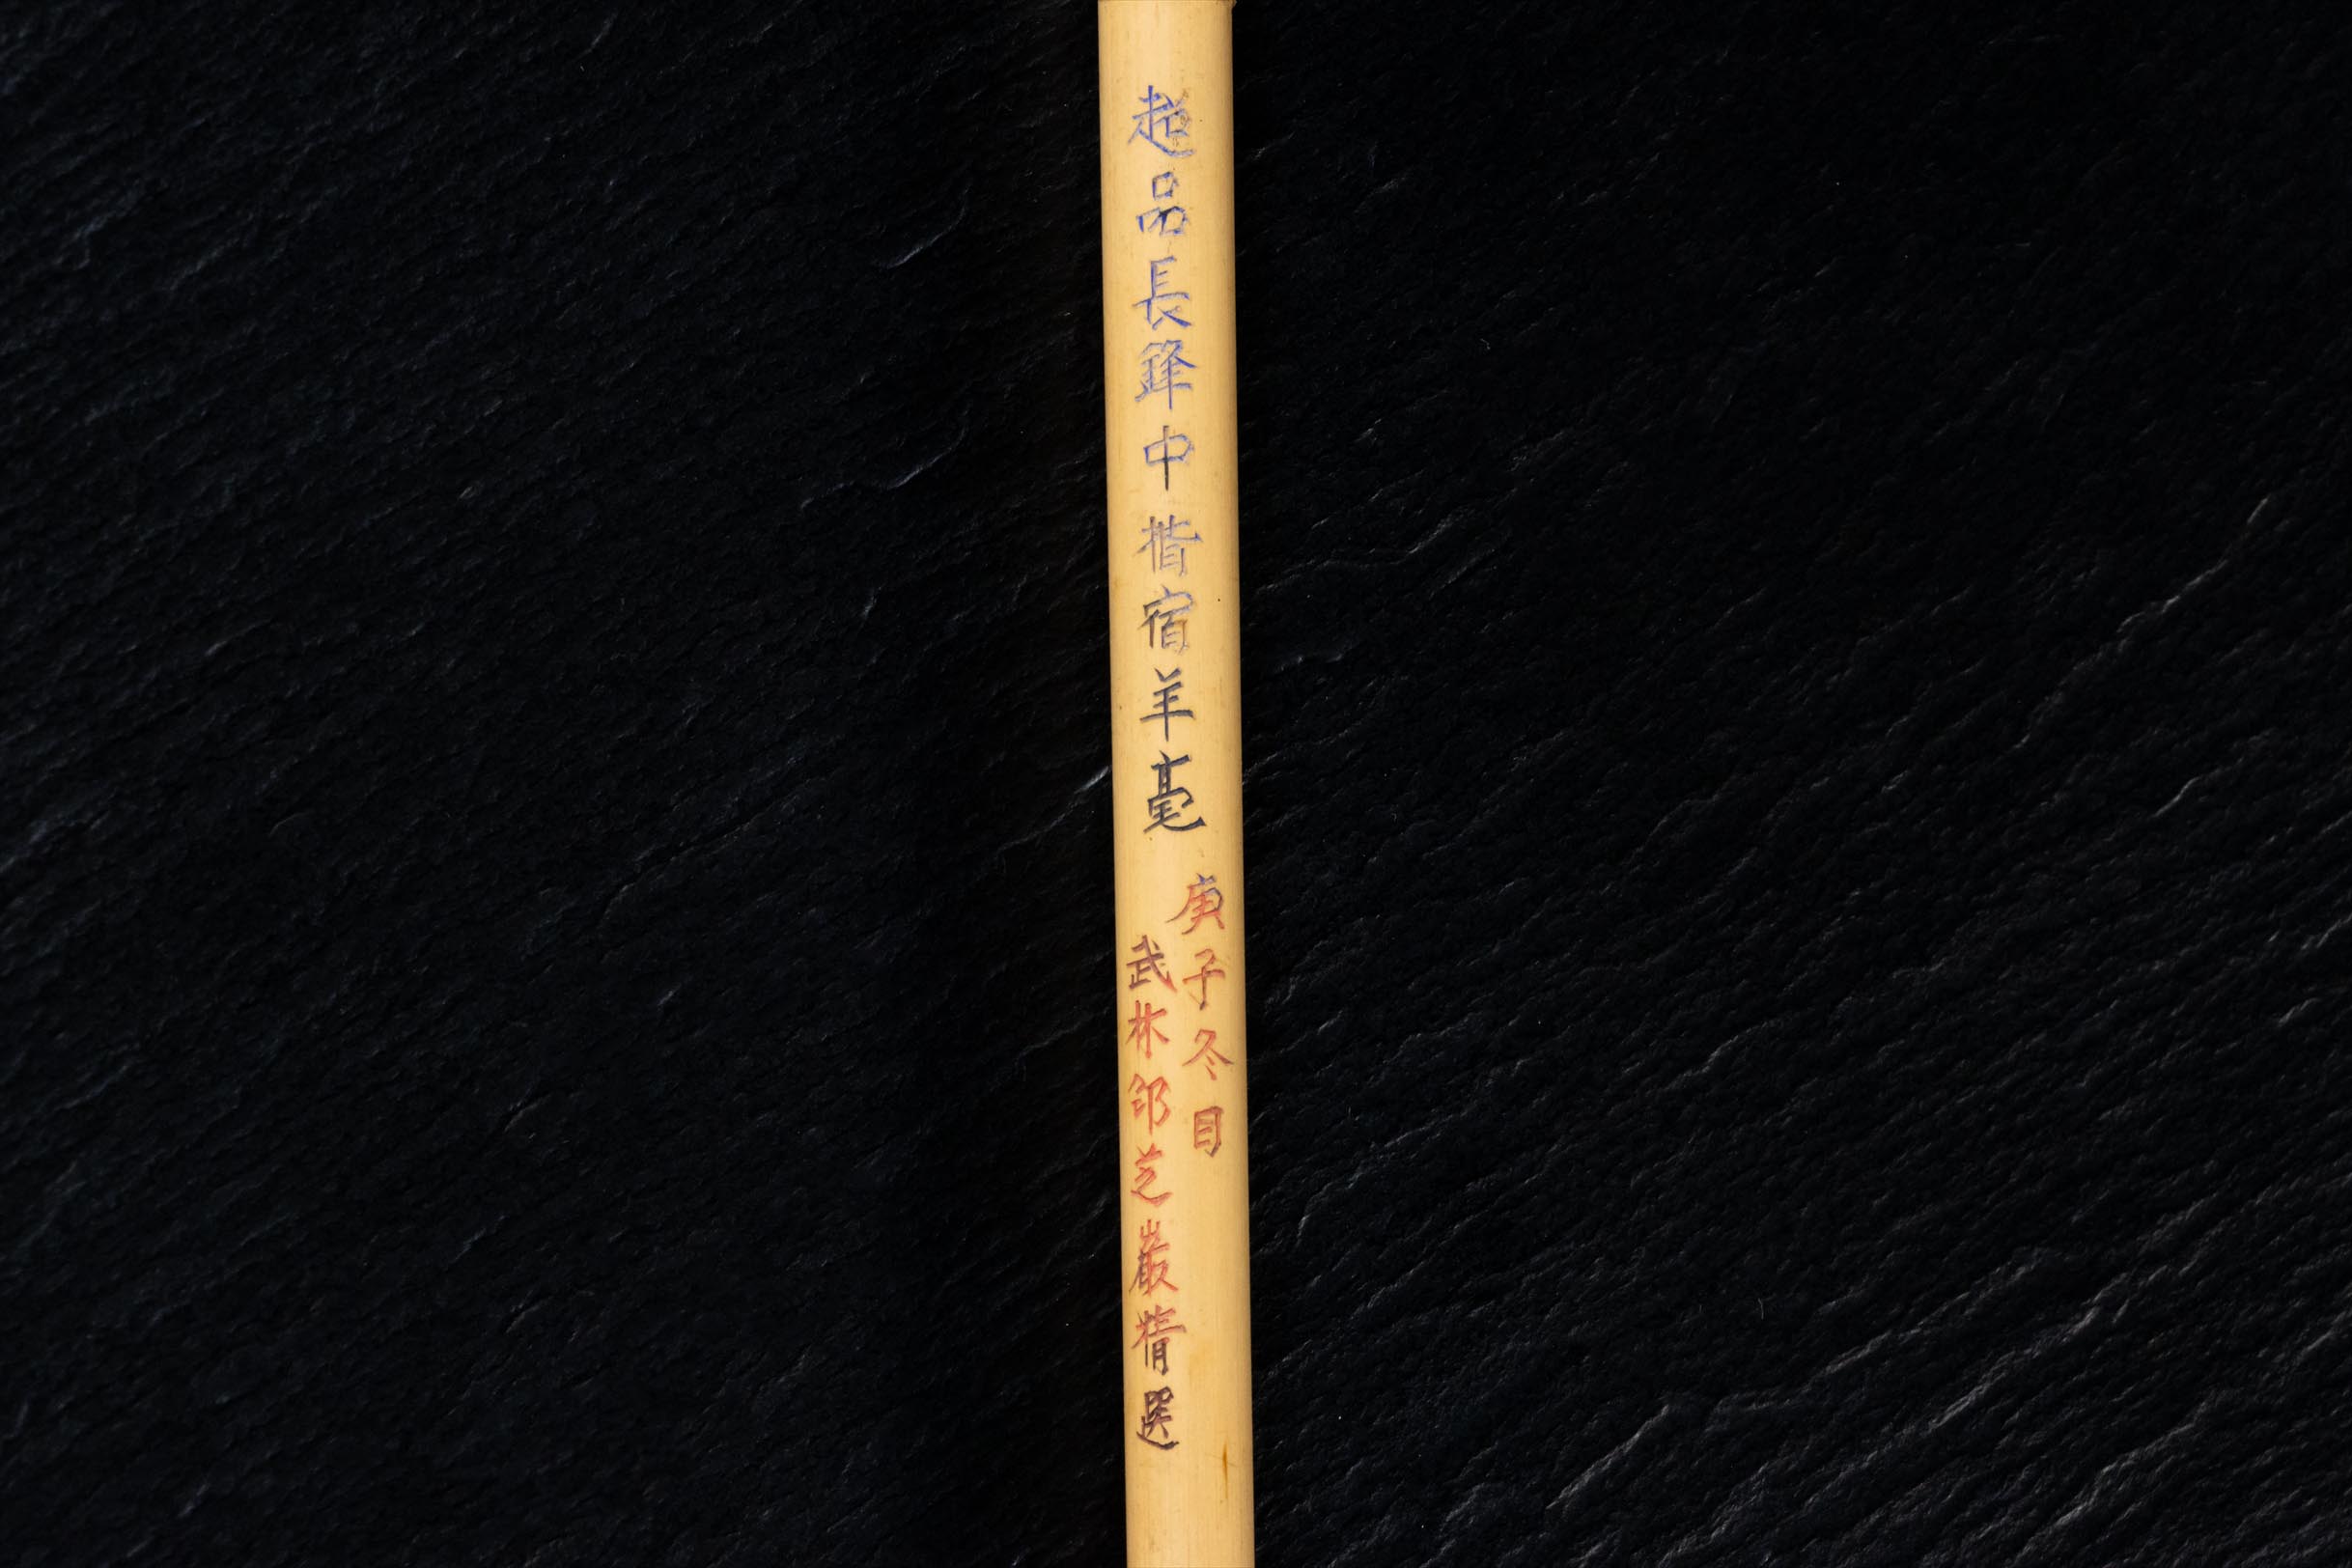 超品長鋒中楷宿羊毫
庚子冬日
武林邵芝巖精選